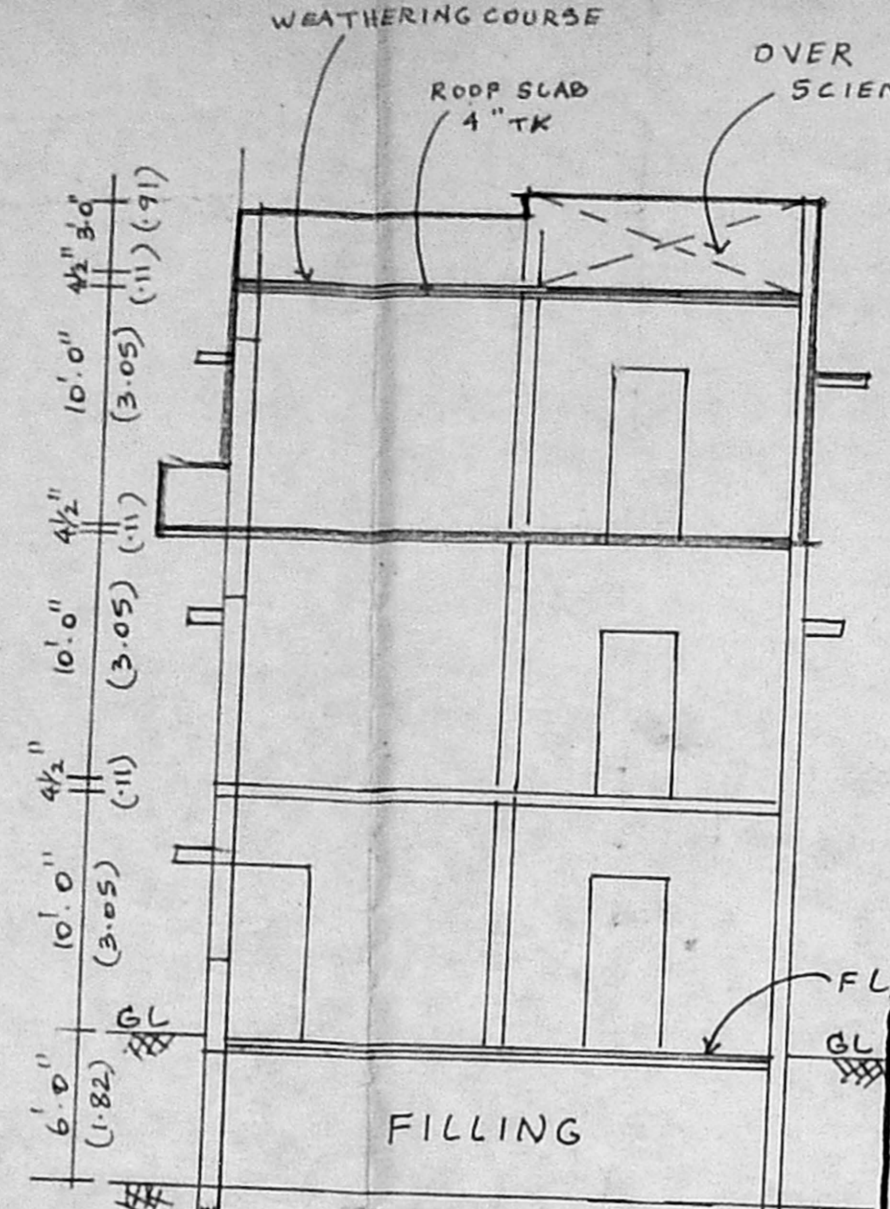 WEATHERING COURSE
ROOF SLAB
4" TK
OVER
SCIEN
3'.0"
(.91)
4½"
(.11)
10'.0"
(3.05)
4½"
(.11)
10'.0"
(3.05)
4½"
(.11)
10'.0"
(3.05)
GL
FL
GL
6'.0"
(1.82)
FILLING